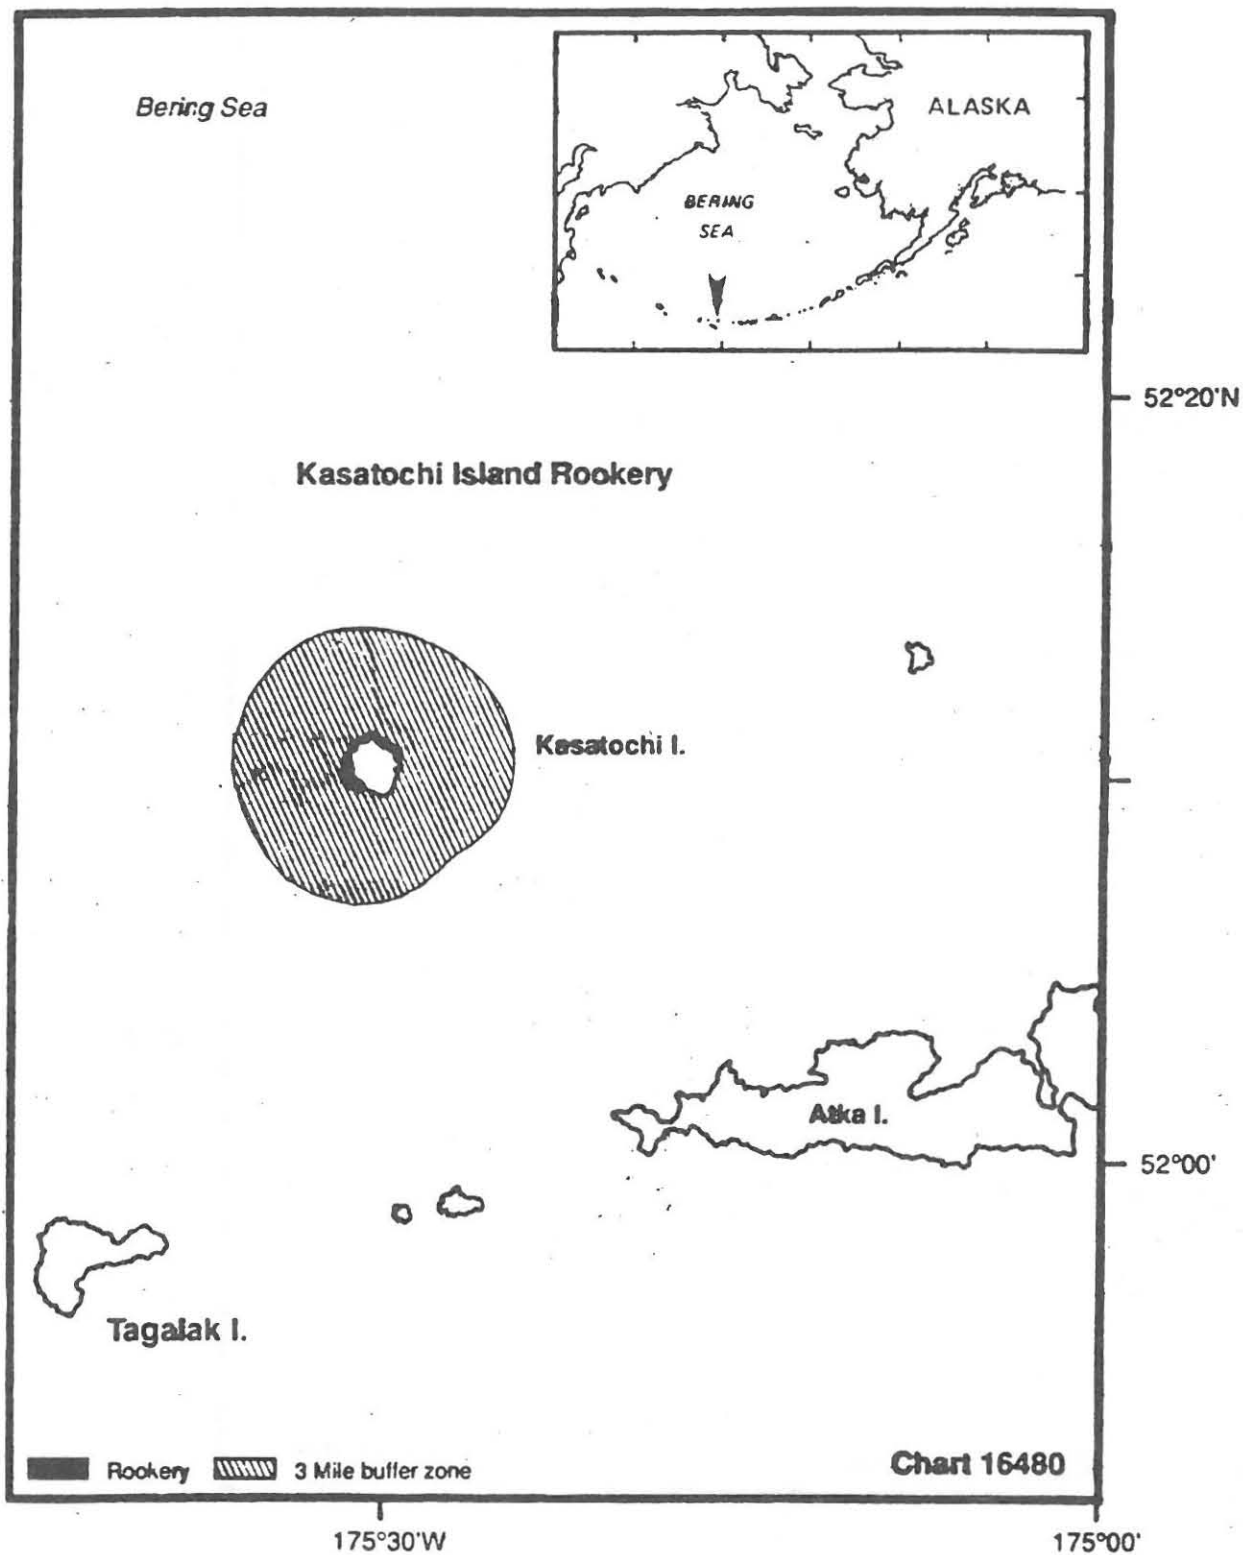 Bering Sea
ALASKA
BERING
SEA
52°20'N
Kasatochi Island Rookery
Kasatochi I.
Atka I.
52°00'
Tagalak I.
Rookery
3 Mile buffer zone
Chart 16480
175°30'W
175°00'